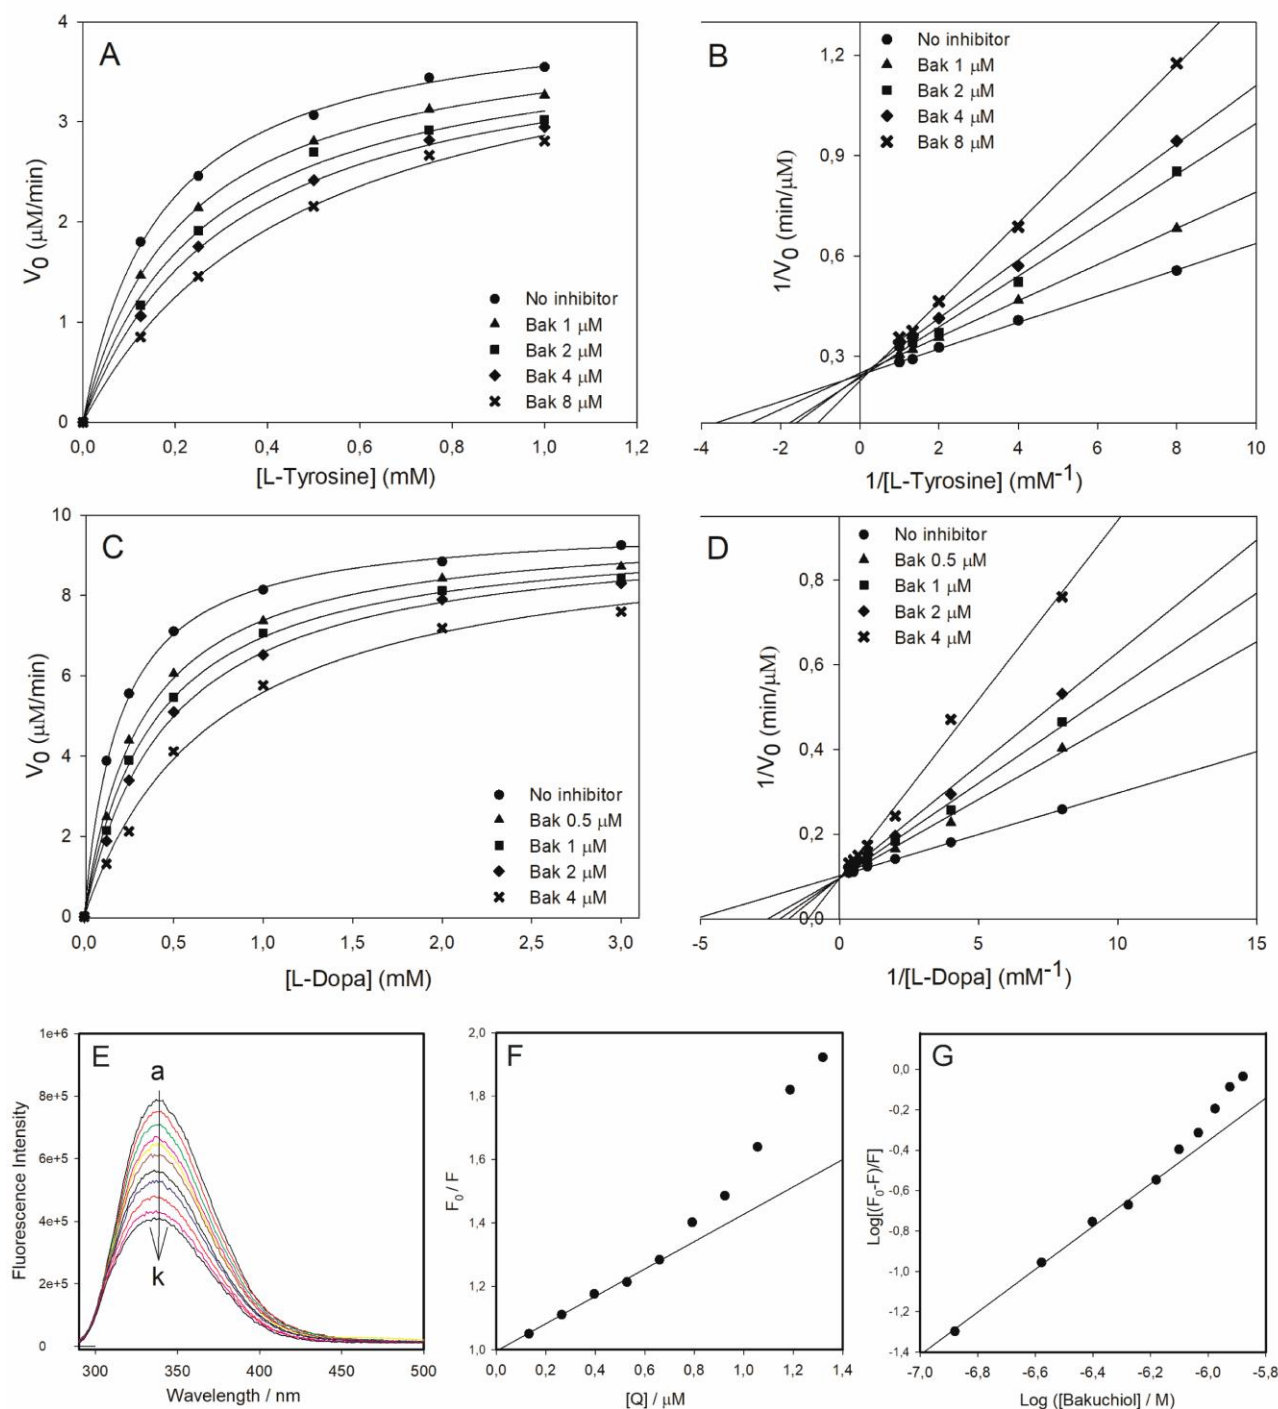 A
V0 (μM/min)
4
3
2
1
0
No inhibitor
Bak 1 μM
Bak 2 μM
Bak 4 μM
Bak 8 μM
0,0 0,2 0,4 0,6 0,8 1,0 1,2
[L-Tyrosine] (mM)
B
1/V0 (min/μM)
1,2
0,9
0,6
0,3
No inhibitor
Bak 1 μM
Bak 2 μM
Bak 4 μM
Bak 8 μM
-4 -2 0 2 4 6 8 10
1/[L-Tyrosine] (mM-1)
C
V0 (μM/min)
10
8
6
4
2
0
No inhibitor
Bak 0.5 μM
Bak 1 μM
Bak 2 μM
Bak 4 μM
0,0 0,5 1,0 1,5 2,0 2,5 3,0
[L-Dopa] (mM)
D
1/V0 (min/μM)
0,8
0,6
0,4
0,2
0,0
No inhibitor
Bak 0.5 μM
Bak 1 μM
Bak 2 μM
Bak 4 μM
-5 0 5 10 15
1/[L-Dopa] (mM-1)
E
Fluorescence Intensity
1e+6
8e+5
6e+5
4e+5
2e+5
0
a
k
300 350 400 450 500
Wavelength / nm
F
F0 / F
2,0
1,8
1,6
1,4
1,2
1,0
0,0 0,2 0,4 0,6 0,8 1,0 1,2 1,4
[Q] / μM
G
Log[(F0-F)/F]
0,0
-0,2
-0,4
-0,6
-0,8
-1,0
-1,2
-1,4
-7,0 -6,8 -6,6 -6,4 -6,2 -6,0 -5,8
Log ([Bakuchiol] / M)